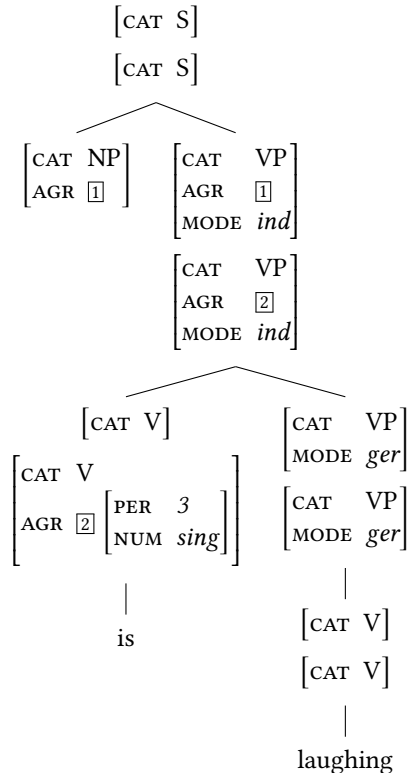 [CAT S]
[CAT S]
[CAT NP
AGR 1]
[CAT VP
AGR 1
MODE ind]
[CAT VP
AGR 2
MODE ind]
[CAT V]
[CAT V
AGR 2 [PER 3
NUM sing]]
is
[CAT VP
MODE ger]
[CAT VP
MODE ger]
[CAT V]
[CAT V]
laughing